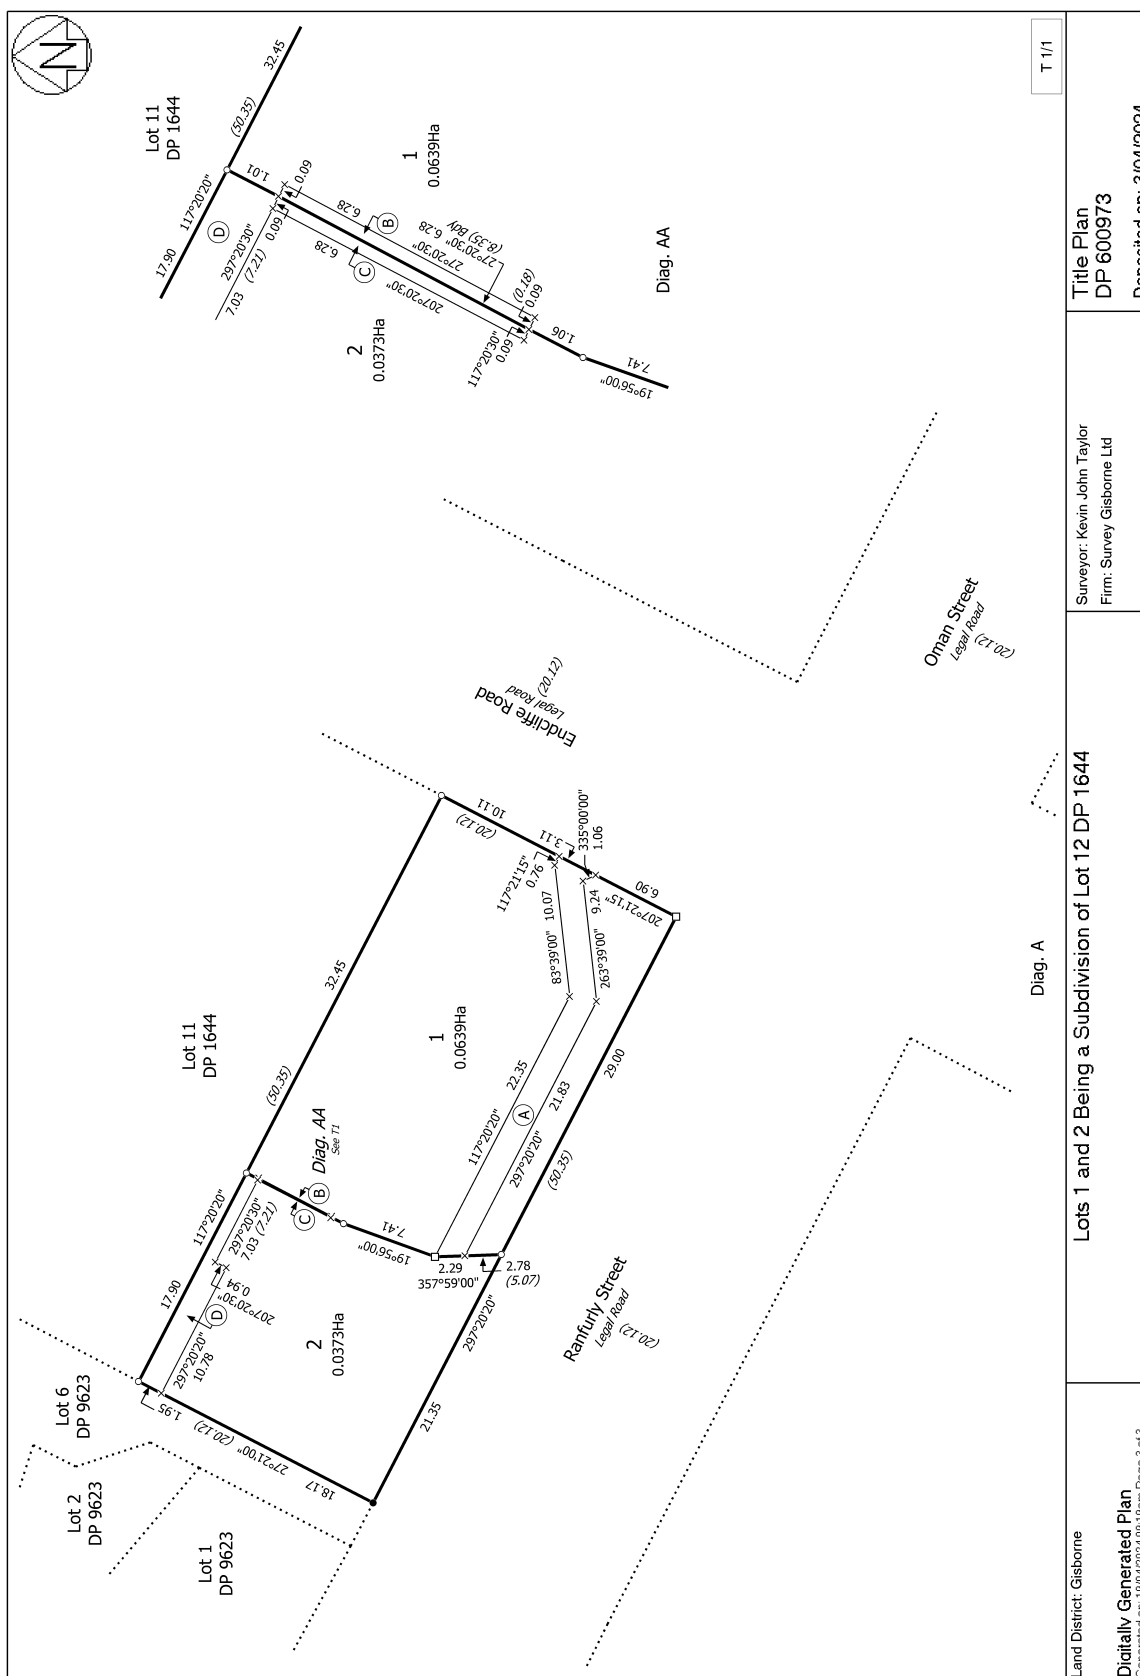 N
T 1/1
Lot 11
DP 1644
32.45
(50.35)
117°20'20"
17.90
D
1.01
0.09
297°20'30"
(7.21)
7.03
0.09
6.28
6.28
B
C
1
0.0639Ha
27°20'30"
27°20'30" 6.28
(8.35) Bdy
207°20'30"
2
0.0373Ha
(0.18)
0.09
117°20'30"
0.09
1.06
7.41
19°56'00"
Diag. AA
Endcliffe Road
Legal Road
(20.12)
Oman Street
Legal Road
(20.12)
Lot 11
DP 1644
32.45
(50.35)
117°20'20"
17.90
10.11
(20.12)
3.11
335°00'00"
1.06
117°21'15"
0.76
10.07
83°39'00"
9.24
263°39'00"
6.90
207°21'15"
1
0.0639Ha
22.35
117°20'20"
A
21.83
297°20'20"
29.00
(50.35)
Diag. AA
See T1
B
C
297°20'30"
7.03 (7.21)
0.94
207°20'30"
D
297°20'20"
10.78
7.41
19°56'00"
2.29
357°59'00"
2.78
(5.07)
2
0.0373Ha
297°20'20"
21.35
1.95
(20.12)
27°21'00"
18.17
Ranfurly Street
Legal Road
(20.12)
Lot 6
DP 9623
Lot 2
DP 9623
Lot 1
DP 9623
Diag. A
Land District: Gisborne
Digitally Generated Plan
Lots 1 and 2 Being a Subdivision of Lot 12 DP 1644
Surveyor: Kevin John Taylor
Firm: Survey Gisborne Ltd
Title Plan
DP 600973
Deposited on: 3/04/2024